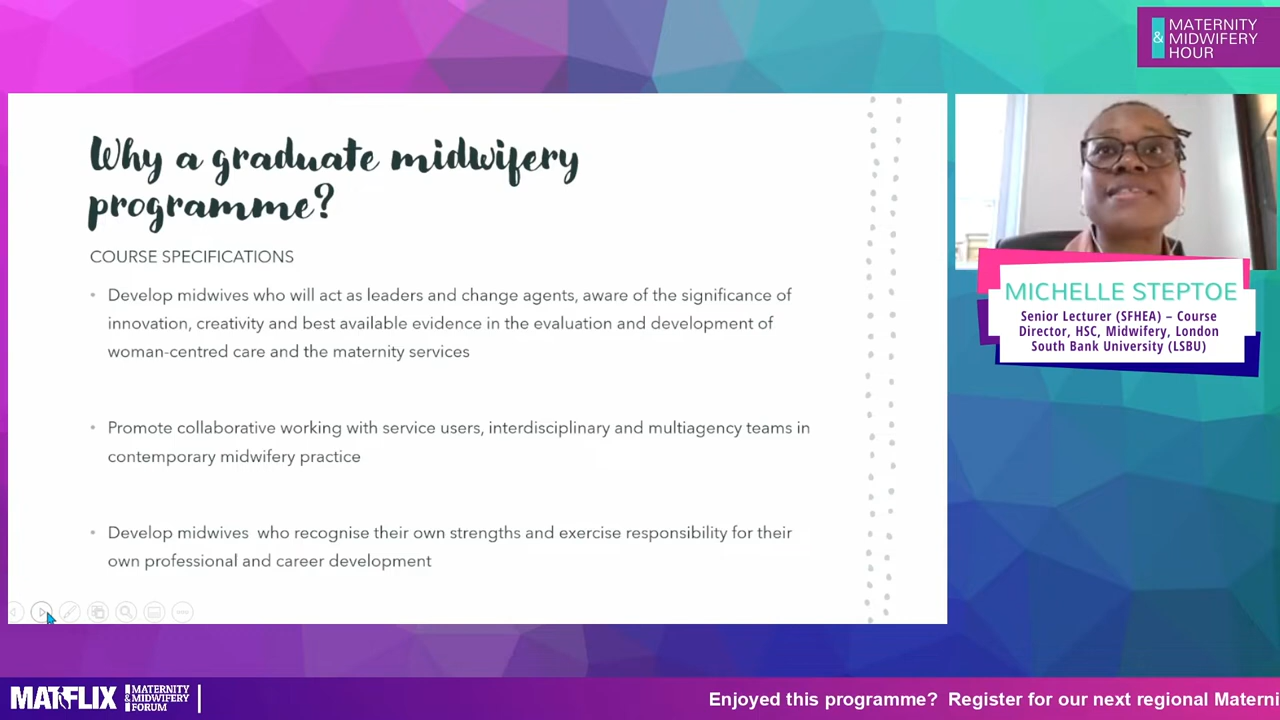 MATERNITY
& MIDWIFERY
HOUR
Why a graduate midwifery
programme?
COURSE SPECIFICATIONS
• Develop midwives who will act as leaders and change agents, aware of the significance of
innovation, creativity and best available evidence in the evaluation and development of
woman-centred care and the maternity services
• Promote collaborative working with service users, interdisciplinary and multiagency teams in
contemporary midwifery practice
• Develop midwives who recognise their own strengths and exercise responsibility for their
own professional and career development
MICHELLE STEPTOE
Senior Lecturer (SFHEA) – Course
Director, HSC, Midwifery, London
South Bank University (LSBU)
MATFLIX
MATERNITY
& MIDWIFERY
FORUM
Enjoyed this programme? Register for our next regional Materni